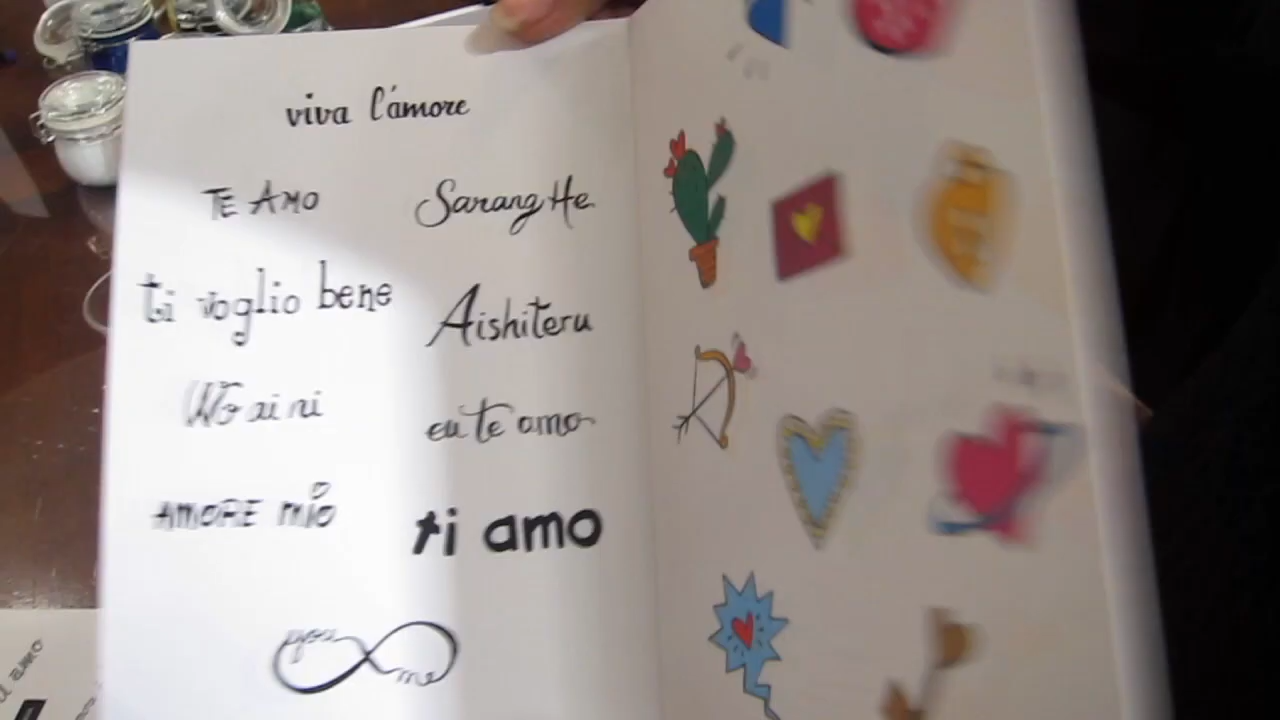 viva l'amore
TE AMO
Sarang He
ti voglio bene
Aishiteru
Wo ai ni
eu te amo
AMORE mio
ti amo
you
me
amo